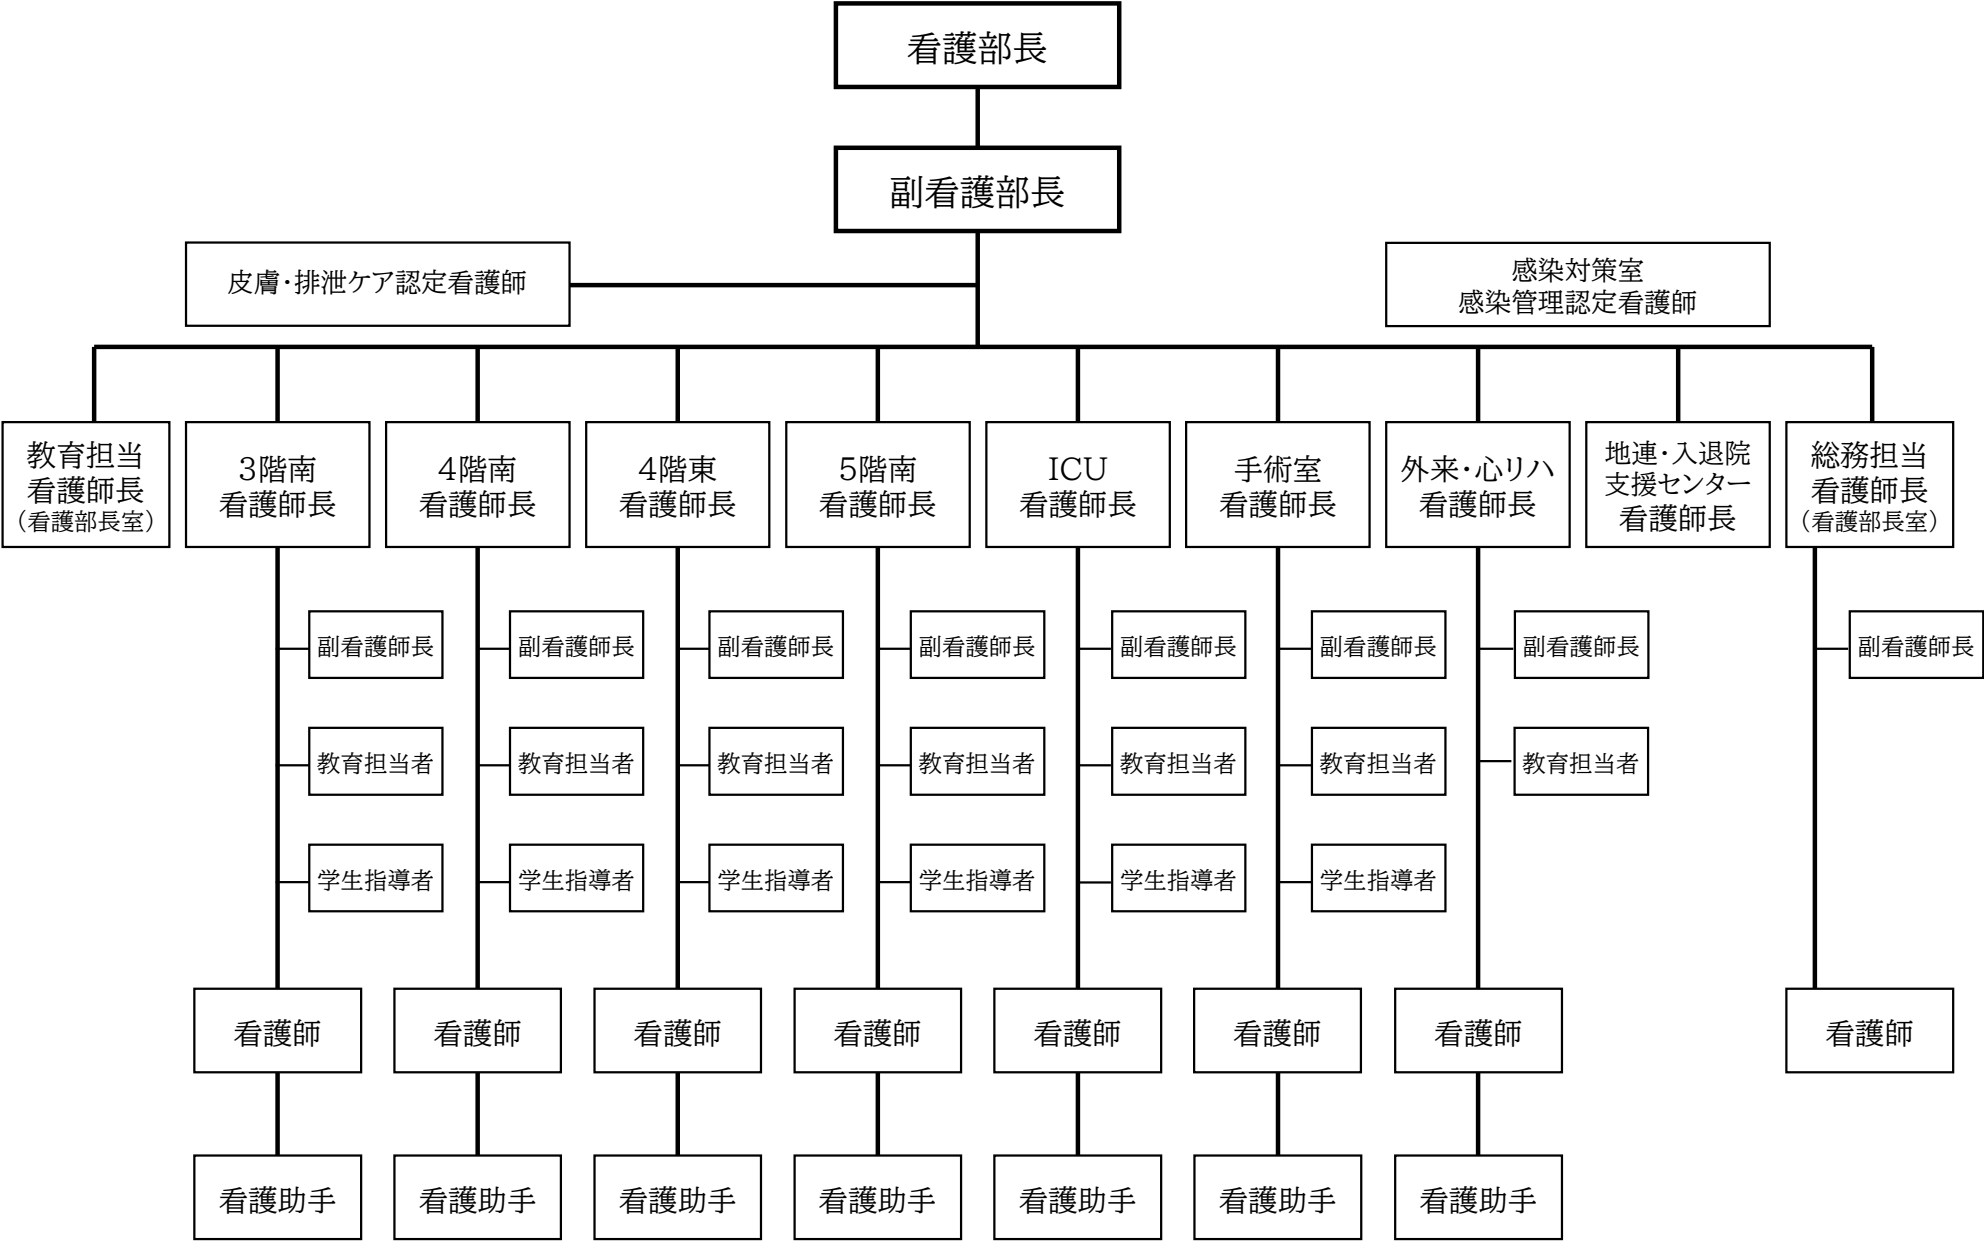 看護部長
副看護部長
皮膚・排泄ケア認定看護師
感染対策室
感染管理認定看護師
教育担当
看護師長
（看護部長室）
3階南
看護師長
4階南
看護師長
4階東
看護師長
5階南
看護師長
ICU
看護師長
手術室
看護師長
外来・心リハ
看護師長
地連・入退院
支援センター
看護師長
総務担当
看護師長
（看護部長室）
副看護師長
副看護師長
副看護師長
副看護師長
副看護師長
副看護師長
副看護師長
副看護師長
教育担当者
教育担当者
教育担当者
教育担当者
教育担当者
教育担当者
教育担当者
学生指導者
学生指導者
学生指導者
学生指導者
学生指導者
学生指導者
看護師
看護師
看護師
看護師
看護師
看護師
看護師
看護師
看護助手
看護助手
看護助手
看護助手
看護助手
看護助手
看護助手